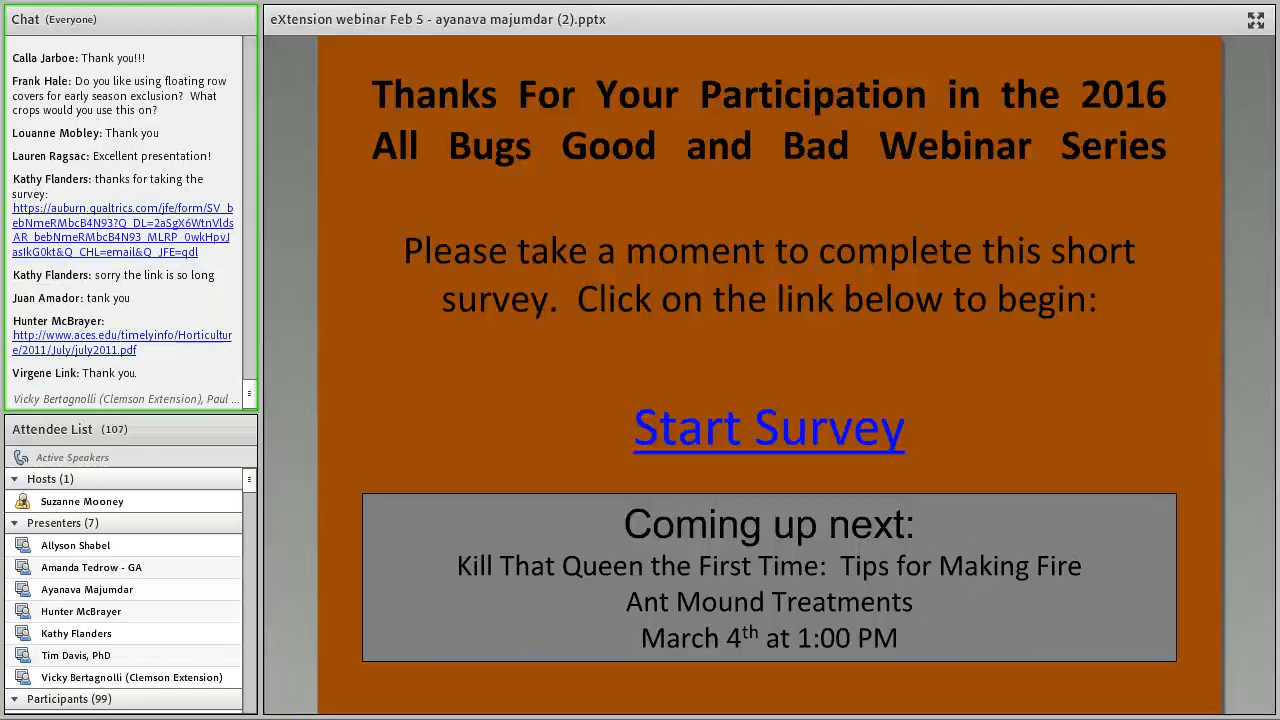 Chat (Everyone)
Calla Jarboe: Thank you!!!
Frank Hale: Do you like using floating row
covers for early season exclusion? What
crops would you use this on?
Louanne Mobley: Thank you
Lauren Ragsac: Excellent presentation!
Kathy Flanders: thanks for taking the
survey:
https://auburn.qualtrics.com/jfe/form/SV_b
ebNmeRMbcB4N93?Q_DL=2aSgX6WtnVlds
AR_bebNmeRMbcB4N93_MLRP_0wkHpvJ
asIkG0kt&Q_CHL=email&Q_JFE=qdl
Kathy Flanders: sorry the link is so long
Juan Amador: tank you
Hunter McBrayer:
http://www.aces.edu/timelyinfo/Horticultur
e/2011/July/july2011.pdf
Virgene Link: Thank you.
Vicky Bertagnolli (Clemson Extension), Paul ...
Attendee List (107)
Active Speakers
Hosts (1)
Suzanne Mooney
Presenters (7)
Allyson Shabel
Amanda Tedrow - GA
Ayanava Majumdar
Hunter McBrayer
Kathy Flanders
Tim Davis, PhD
Vicky Bertagnolli (Clemson Extension)
Participants (99)
eXtension webinar Feb 5 - ayanava majumdar (2).pptx
Thanks For Your Participation in the 2016
All Bugs Good and Bad Webinar Series
Please take a moment to complete this short
survey. Click on the link below to begin:
Start Survey
Coming up next:
Kill That Queen the First Time: Tips for Making Fire
Ant Mound Treatments
March 4th at 1:00 PM